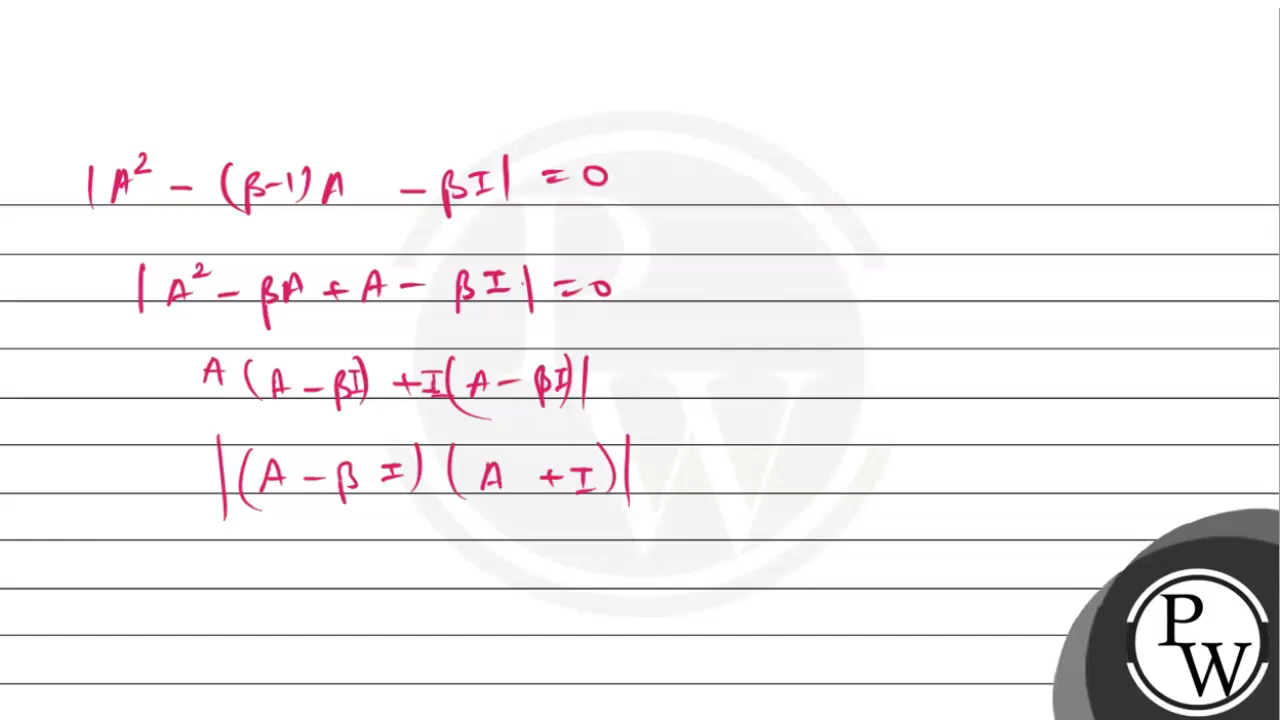 |A² - (β-1)A - βI| = 0
|A² - βA + A - βI| = 0
A(A - βI) + I(A - βI)|
|(A - βI)(A + I)|
P
W
P
W